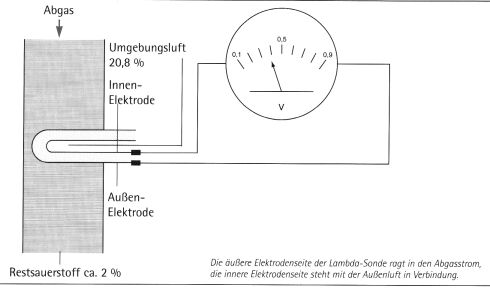 Abgas
Umgebungsluft
20,8 %
Innen-
Elektrode
0,1
0,5
0,9
V
Außen-
Elektrode
Restsauerstoff ca. 2 %
Die äußere Elektrodenseite der Lambda-Sonde ragt in den Abgasstrom,
die innere Elektrodenseite steht mit der Außenluft in Verbindung.